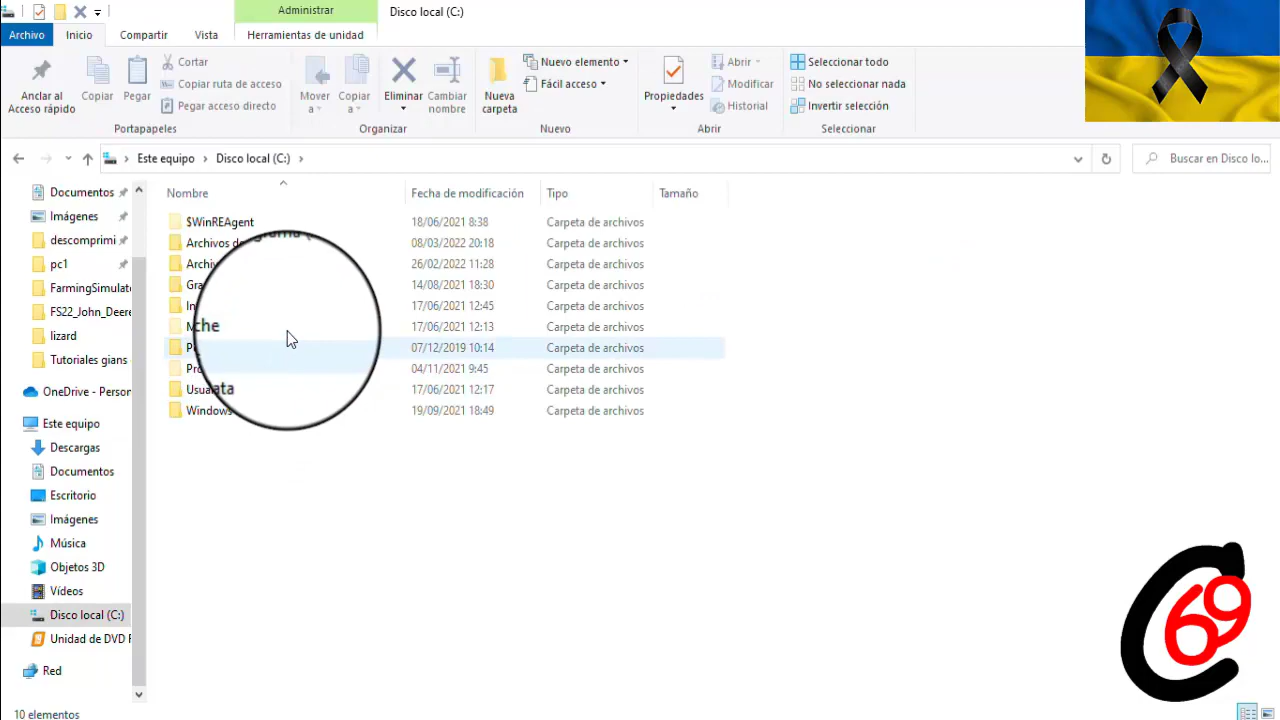 Administrar
Disco local (C:)
Archivo
Inicio
Compartir
Vista
Herramientas de unidad
Anclar al
Acceso rápido
Copiar
Pegar
Cortar
Copiar ruta de acceso
Pegar acceso directo
Portapapeles
Mover
a
Copiar
a
Eliminar
Cambiar
nombre
Organizar
Nueva
carpeta
Nuevo elemento
Fácil acceso
Nuevo
Propiedades
Abrir
Modificar
Historial
Abrir
Seleccionar todo
No seleccionar nada
Invertir selección
Seleccionar
Este equipo
Disco local (C:)
Buscar en Disco lo...
Documentos
Imágenes
descomprimi
pc1
FarmingSimulato
FS22_John_Deere
lizard
Tutoriales gians
OneDrive - Person
Este equipo
Descargas
Documentos
Escritorio
Imágenes
Música
Objetos 3D
Vídeos
Disco local (C:)
Unidad de DVD
Red
Nombre Fecha de modificación Tipo Tamaño
$WinREAgent 18/06/2021 8:38 Carpeta de archivos
Archivos 08/03/2022 20:18 Carpeta de archivos
26/02/2022 11:28 Carpeta de archivos
14/08/2021 18:30 Carpeta de archivos
17/06/2021 12:45 Carpeta de archivos
che 17/06/2021 12:13 Carpeta de archivos
07/12/2019 10:14 Carpeta de archivos
04/11/2021 9:45 Carpeta de archivos
ata 17/06/2021 12:17 Carpeta de archivos
Windows 19/09/2021 18:49 Carpeta de archivos
C69
10 elementos